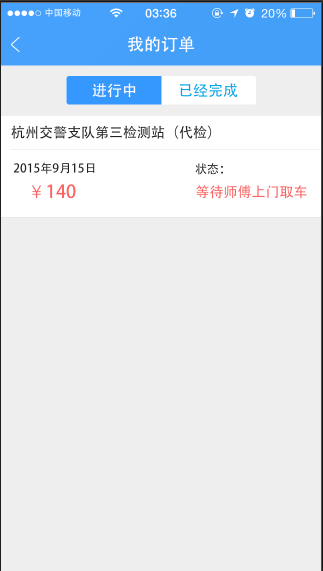 中国移动 03:36 20%
我的订单
进行中 已经完成
杭州交警支队第三检测站（代检）
2015年9月15日 状态：
￥140 等待师傅上门取车